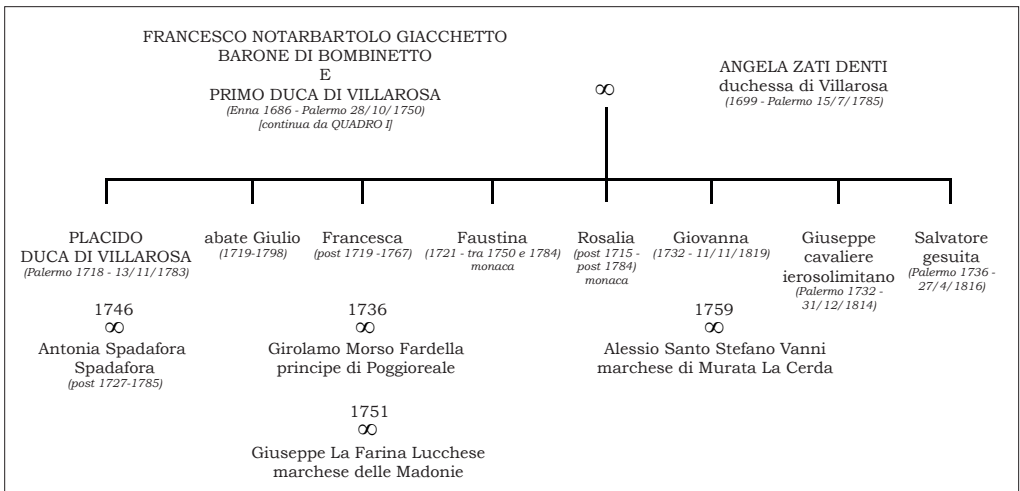 FRANCESCO NOTARBARTOLO GIACCHETTO
BARONE DI BOMBINETTO
E
PRIMO DUCA DI VILLAROSA
(Enna 1686 - Palermo 28/10/1750)
[continua da QUADRO I]
∞
ANGELA ZATI DENTI
duchessa di Villarosa
(1699 - Palermo 15/7/1785)
PLACIDO
DUCA DI VILLAROSA
(Palermo 1718 - 13/11/1783)
1746
∞
Antonia Spadafora
Spadafora
(post 1727-1785)
abate Giulio
(1719-1798)
Francesca
(post 1719 -1767)
1736
∞
Girolamo Morso Fardella
principe di Poggioreale
1751
∞
Giuseppe La Farina Lucchese
marchese delle Madonie
Faustina
(1721 - tra 1750 e 1784)
monaca
Rosalia
(post 1715 -
post 1784)
monaca
Giovanna
(1732 - 11/11/1819)
1759
∞
Alessio Santo Stefano Vanni
marchese di Murata La Cerda
Giuseppe
cavaliere
ierosolimitano
(Palermo 1732 -
31/12/1814)
Salvatore
gesuita
(Palermo 1736 -
27/4/1816)